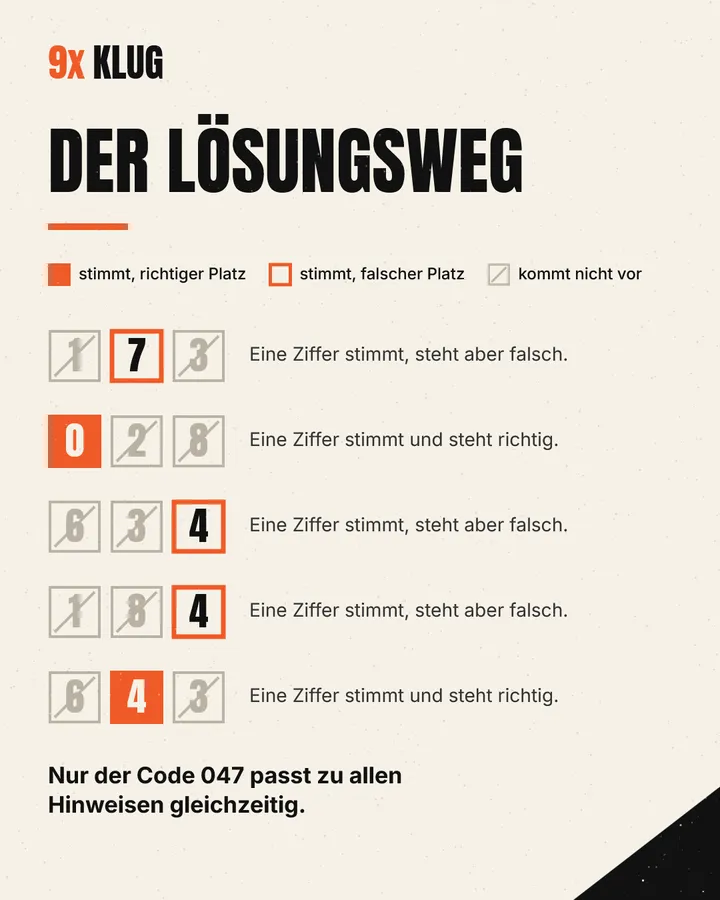 9x KLUG
DER LÖSUNGSWEG
stimmt, richtiger Platz stimmt, falscher Platz kommt nicht vor
1 7 3 Eine Ziffer stimmt, steht aber falsch.
0 2 8 Eine Ziffer stimmt und steht richtig.
6 3 4 Eine Ziffer stimmt, steht aber falsch.
1 8 4 Eine Ziffer stimmt, steht aber falsch.
6 4 3 Eine Ziffer stimmt und steht richtig.
Nur der Code 047 passt zu allen
Hinweisen gleichzeitig.